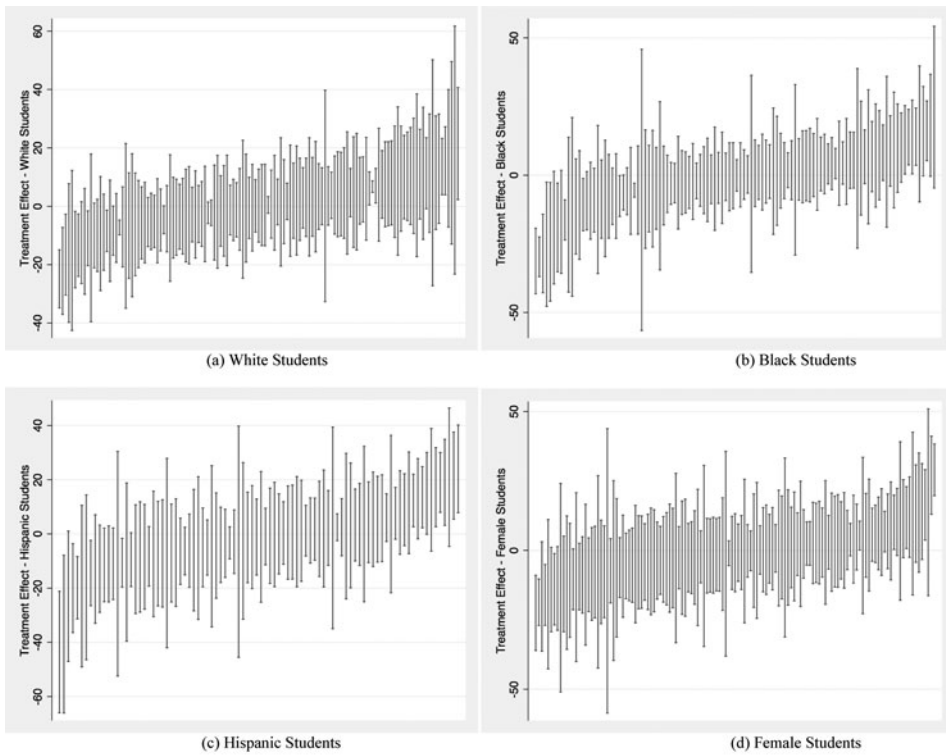 Treatment Effect - White Students
60
40
20
0
-20
-40
(a) White Students
Treatment Effect - Black Students
50
0
-50
(b) Black Students
Treatment Effect - Hispanic Students
40
20
0
-20
-40
-60
(c) Hispanic Students
Treatment Effect - Female Students
50
0
-50
(d) Female Students